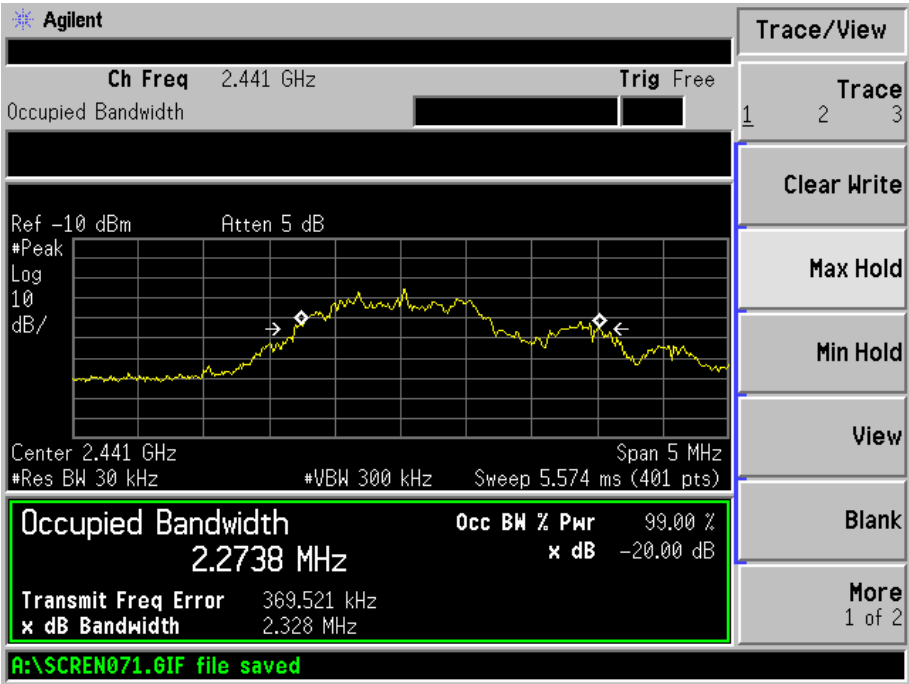 Agilent
Trace/View
Ch Freq 2.441 GHz Trig Free
Occupied Bandwidth
Trace
1 2 3
Clear Write
Max Hold
Min Hold
View
Blank
More
1 of 2
Ref -10 dBm Atten 5 dB
#Peak
Log
10
dB/
Center 2.441 GHz Span 5 MHz
#Res BW 30 kHz #VBW 300 kHz Sweep 5.574 ms (401 pts)
Occupied Bandwidth Occ BW % Pwr 99.00 %
2.2738 MHz x dB -20.00 dB
Transmit Freq Error 369.521 kHz
x dB Bandwidth 2.328 MHz
A:\SCREN071.GIF file saved